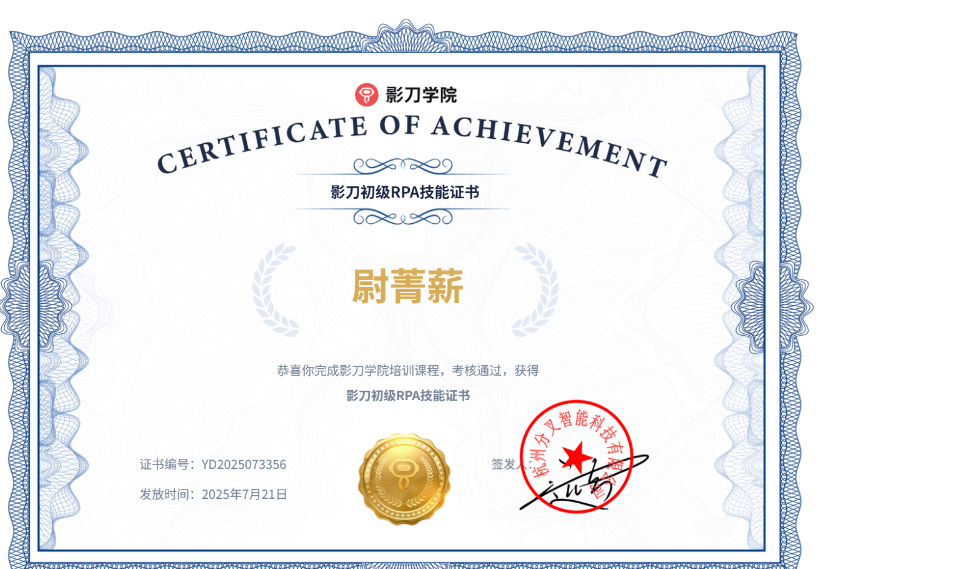 影刀学院
CERTIFICATE OF ACHIEVEMENT
影刀初级RPA技能证书
尉菁薪
恭喜你完成影刀学院培训课程，考核通过，获得
影刀初级RPA技能证书
证书编号：YD2025073356
发放时间：2025年7月21日
签发人：
杭州分叉智能科技有限公司